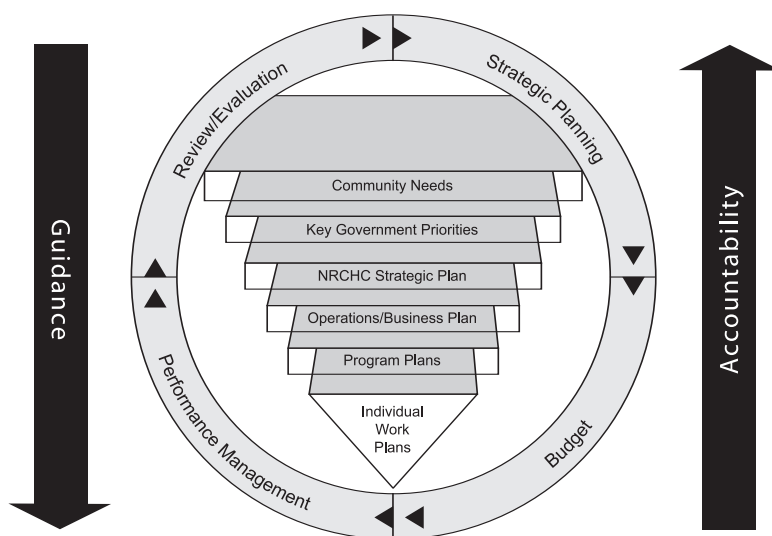 Guidance
Review/Evaluation
Strategic Planning
Community Needs
Key Government Priorities
NRCHC Strategic Plan
Operations/Business Plan
Program Plans
Individual
Work
Plans
Performance Management
Budget
Accountability